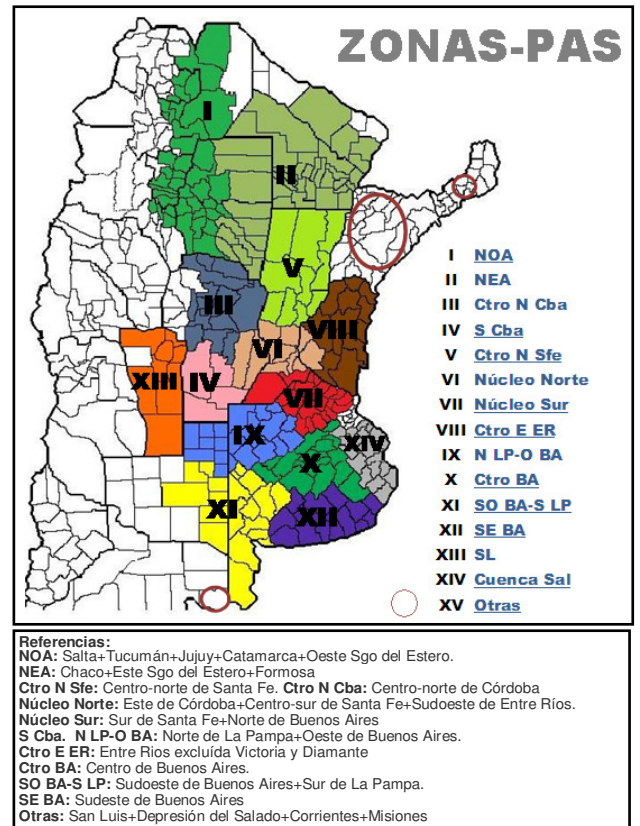 ZONAS-PAS
I
II
III
V
VI
VIII
XIII
IV
VII
IX
XIV
X
XI
XII
I NOA
II NEA
III Ctro N Cba
IV S Cba
V Ctro N Sfe
VI Núcleo Norte
VII Núcleo Sur
VIII Ctro E ER
IX N LP-O BA
X Ctro BA
XI SO BA-S LP
XII SE BA
XIII SL
XIV Cuenca Sal
XV Otras
Referencias:
NOA: Salta+Tucumán+Jujuy+Catamarca+Oeste Sgo del Estero.
NEA: Chaco+Este Sgo del Estero+Formosa
Ctro N Sfe: Centro-norte de Santa Fe. Ctro N Cba: Centro-norte de Córdoba
Núcleo Norte: Este de Córdoba+Centro-sur de Santa Fe+Sudoeste de Entre Ríos.
Núcleo Sur: Sur de Santa Fe+Norte de Buenos Aires
S Cba. N LP-O BA: Norte de La Pampa+Oeste de Buenos Aires.
Ctro E ER: Entre Rios excluída Victoria y Diamante
Ctro BA: Centro de Buenos Aires.
SO BA-S LP: Sudoeste de Buenos Aires+Sur de La Pampa.
SE BA: Sudeste de Buenos Aires
Otras: San Luis+Depresión del Salado+Corrientes+Misiones